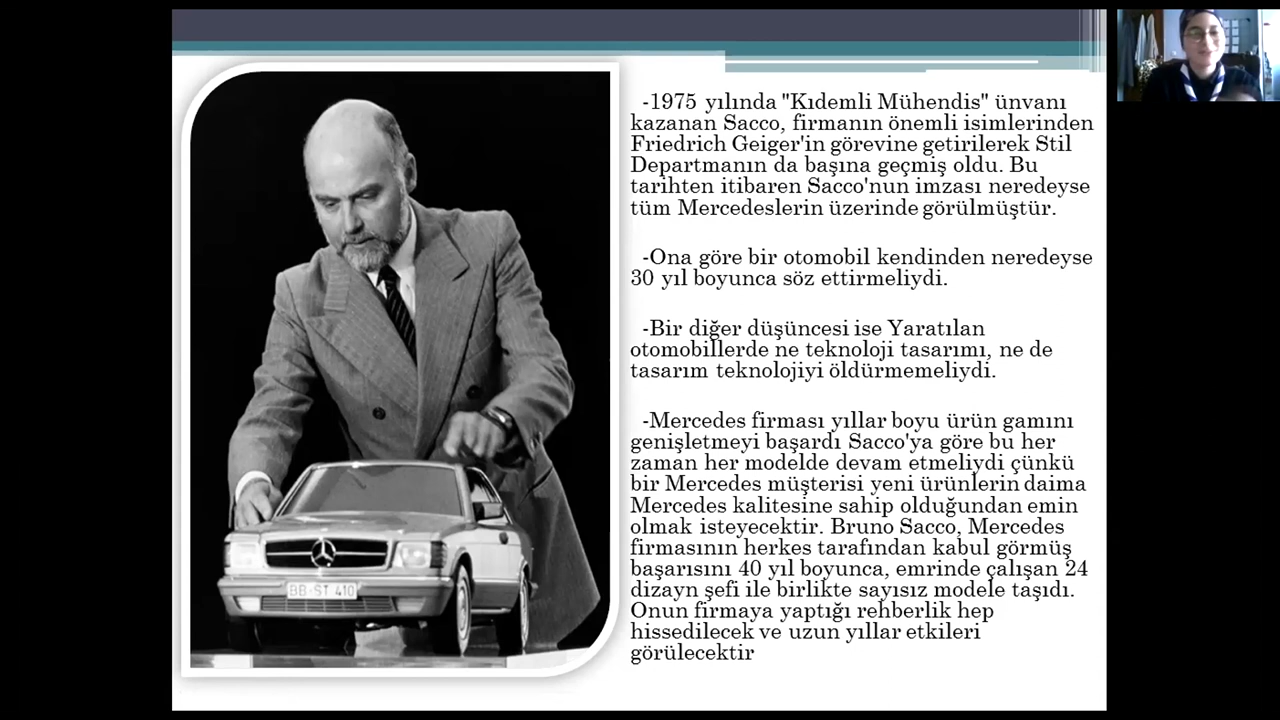 -1975 yılında "Kıdemli Mühendis" ünvanı
kazanan Sacco, firmanın önemli isimlerinden
Friedrich Geiger'in görevine getirilerek Stil
Departmanın da başına geçmiş oldu. Bu
tarihten itibaren Sacco'nun imzası neredeyse
tüm Mercedeslerin üzerinde görülmüştür.
-Ona göre bir otomobil kendinden neredeyse
30 yıl boyunca söz ettirmeliydi.
-Bir diğer düşüncesi ise Yaratılan
otomobillerde ne teknoloji tasarımı, ne de
tasarım teknolojiyi öldürmemeliydi.
-Mercedes firması yıllar boyu ürün gamını
genişletmeyi başardı Sacco'ya göre bu her
zaman her modelde devam etmeliydi çünkü
bir Mercedes müşterisi yeni ürünlerin daima
Mercedes kalitesine sahip olduğundan emin
olmak isteyecektir. Bruno Sacco, Mercedes
firmasının herkes tarafından kabul görmüş
başarısını 40 yıl boyunca, emrinde çalışan 24
dizayn şefi ile birlikte sayısız modele taşıdı.
Onun firmaya yaptığı rehberlik hep
hissedilecek ve uzun yıllar etkileri
görülecektir
BB-ST 410